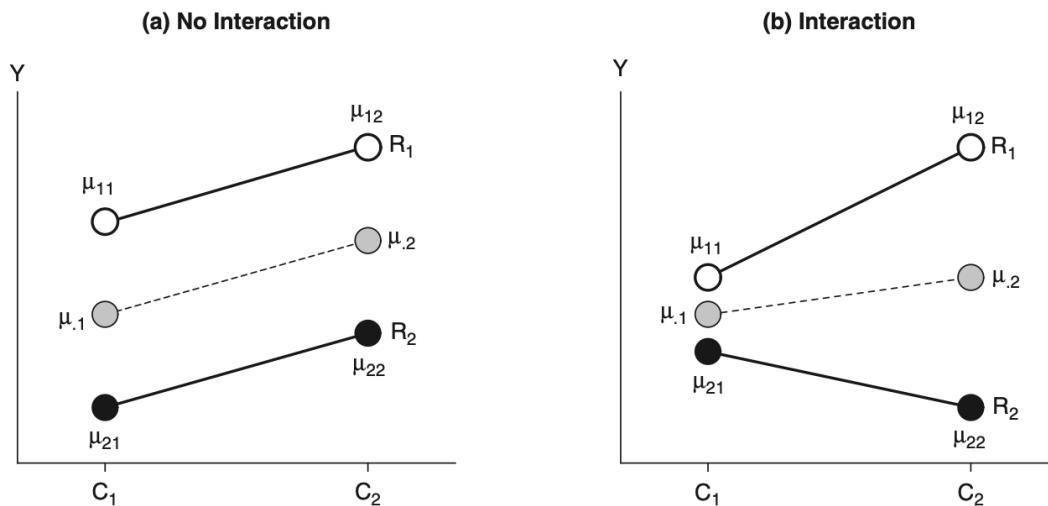 (a) No Interaction
Y
μ₁₂
R₁
μ₁₁
μ.₂
μ.₁
R₂
μ₂₂
μ₂₁
C₁ C₂
(b) Interaction
Y
μ₁₂
R₁
μ₁₁
μ.₂
μ.₁
μ₂₁
R₂
μ₂₂
C₁ C₂